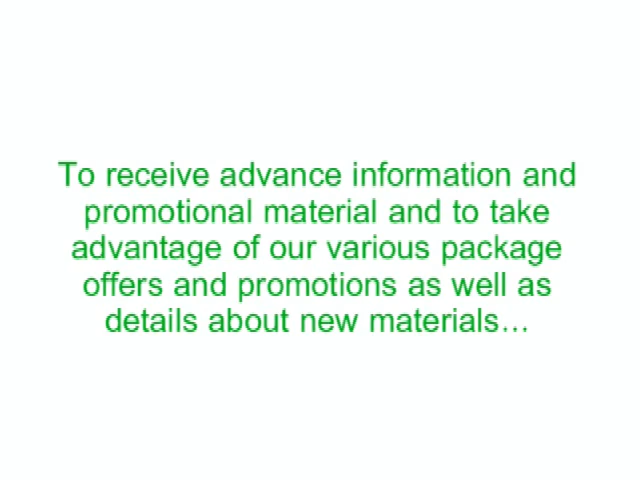 To receive advance information and
promotional material and to take
advantage of our various package
offers and promotions as well as
details about new materials...